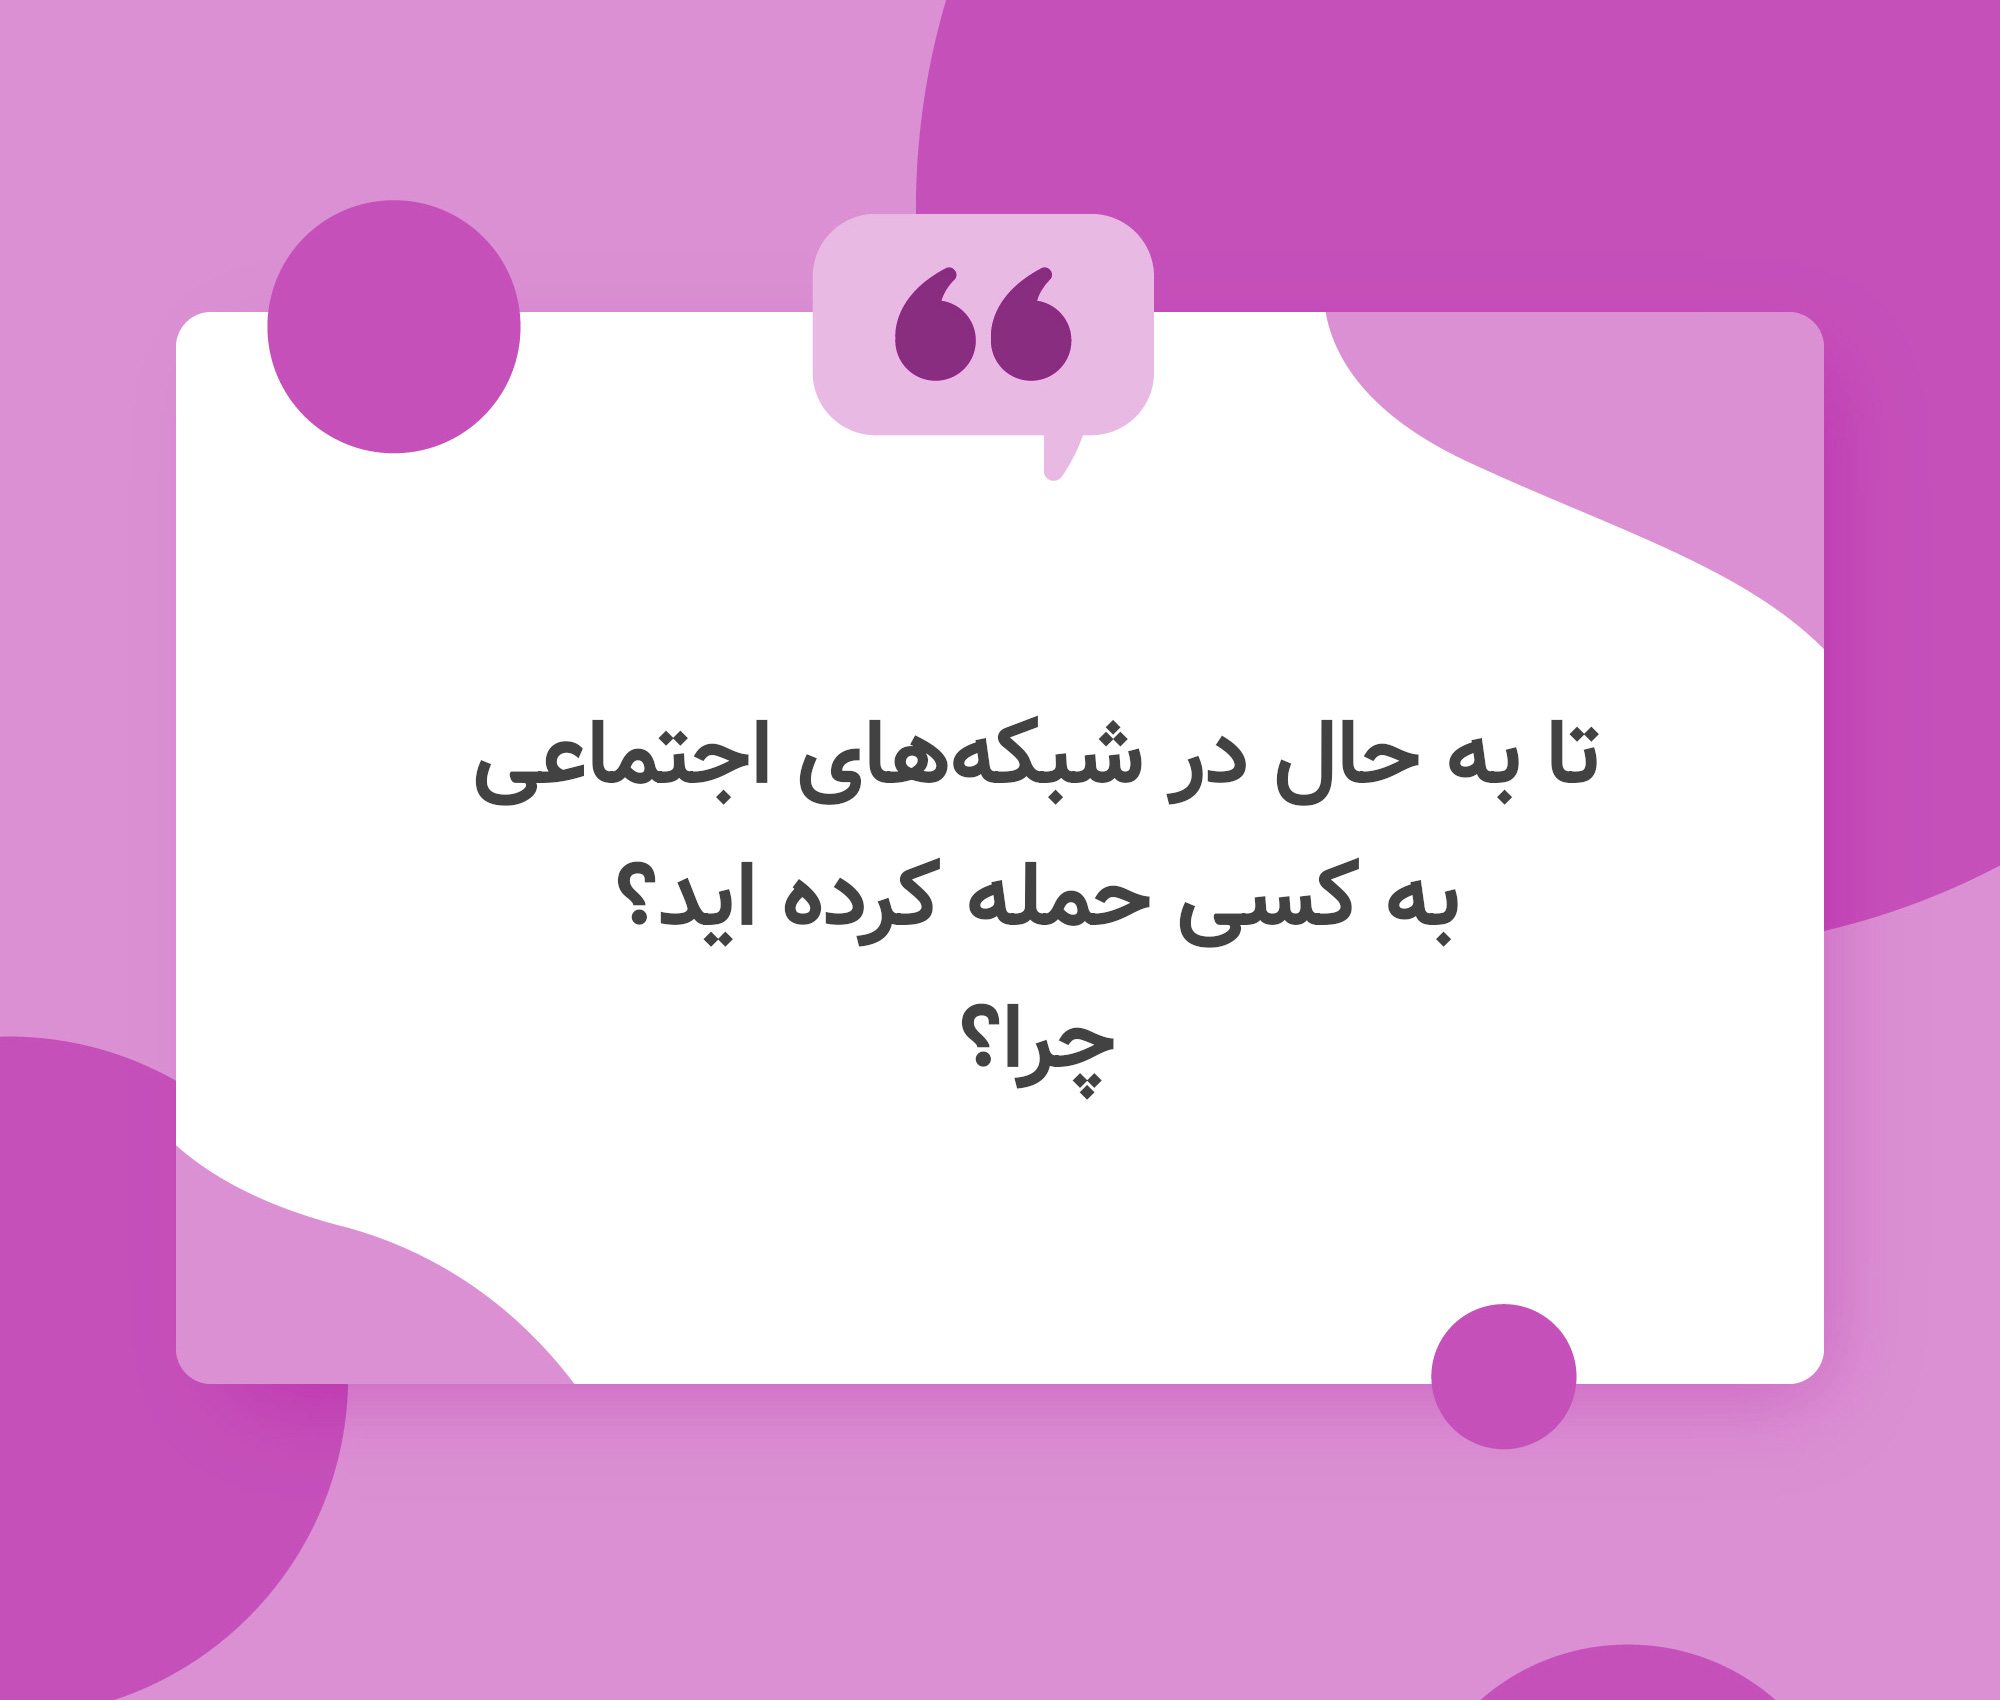 تا به حال در شبکه‌های اجتماعی
به کسی حمله کرده اید؟
چرا؟